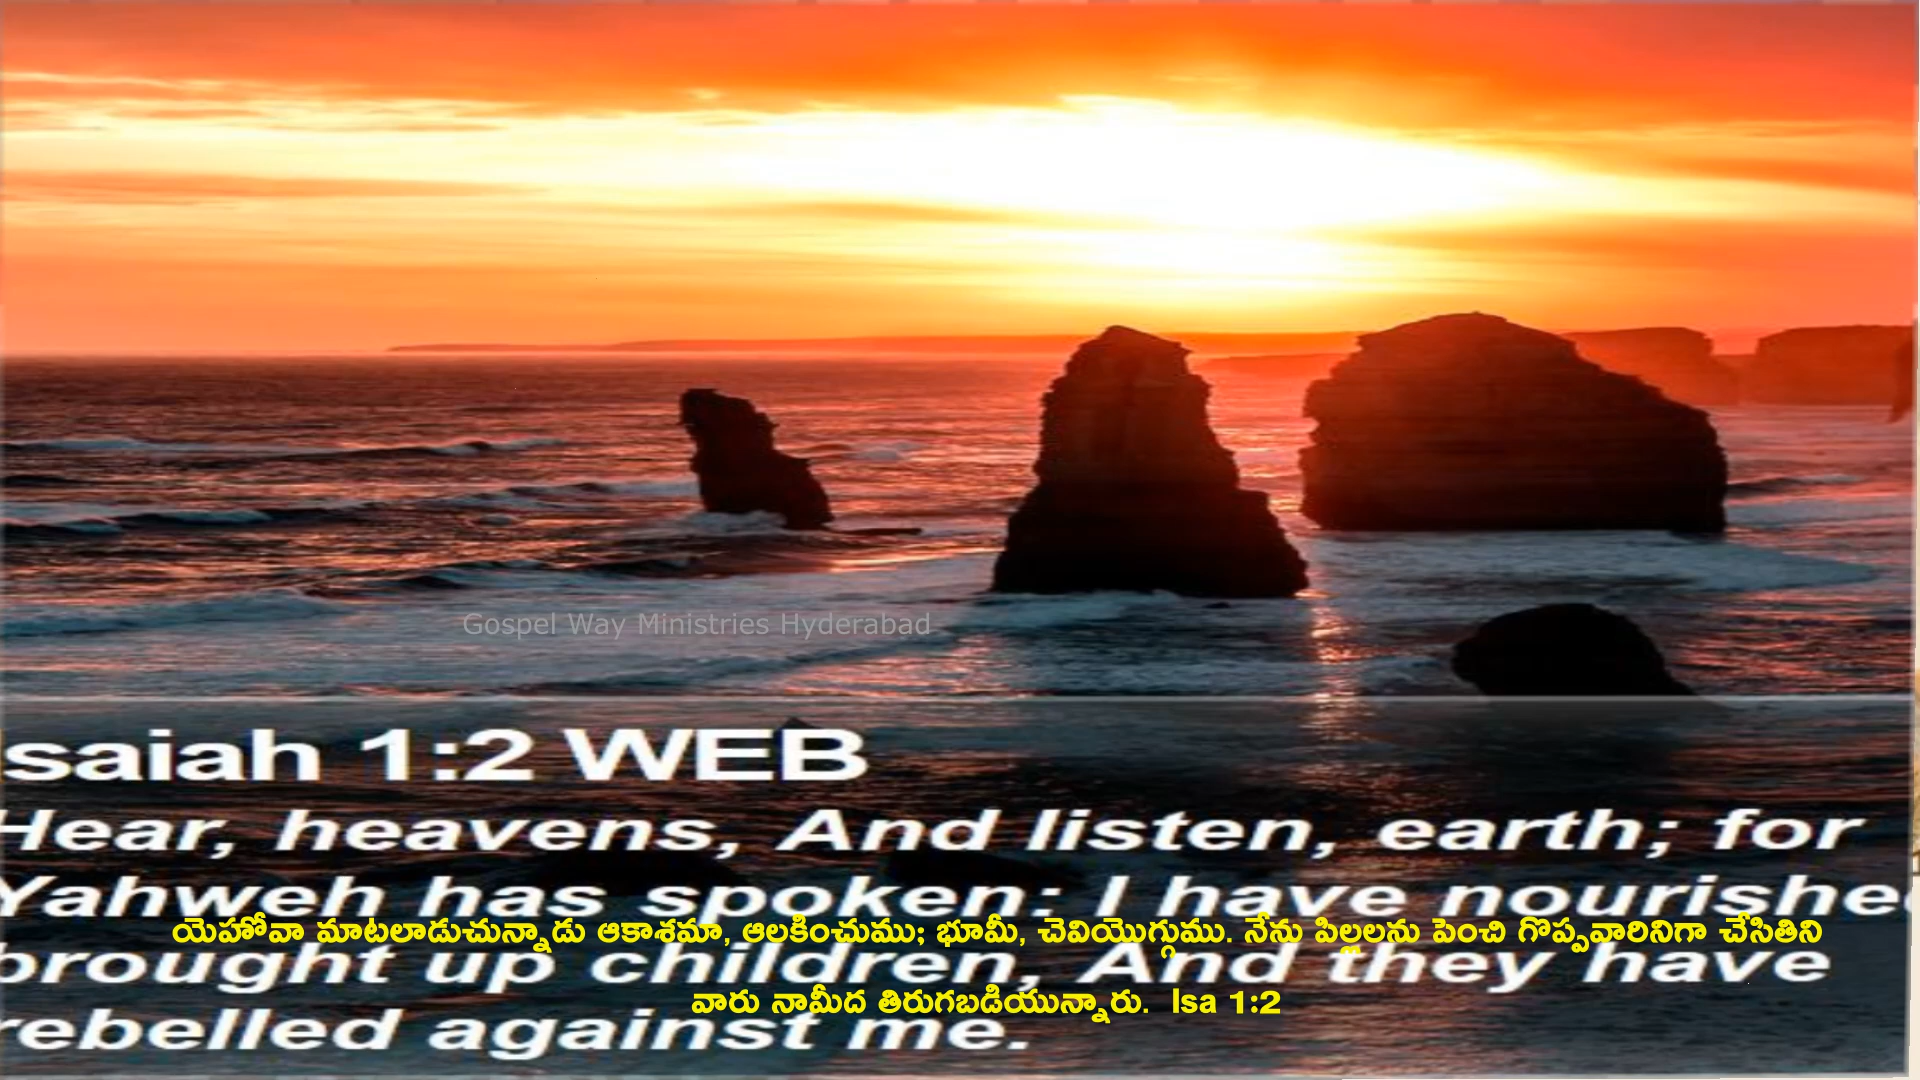 Gospel Way Ministries Hyderabad
saiah 1:2 WEB
Hear, heavens, And listen, earth; for
Yahweh has spoken: I have nourishe
యెహోవా మాటలాడుచున్నాడు ఆకాశమా, ఆలకించుము; భూమీ, చెవియొగ్గుము. నేను పిల్లలను పెంచి గొప్పవారినిగా చేసితిని
brought up children, And they have
వారు నామీద తిరుగబడియున్నారు. Isa 1:2
rebelled against me.